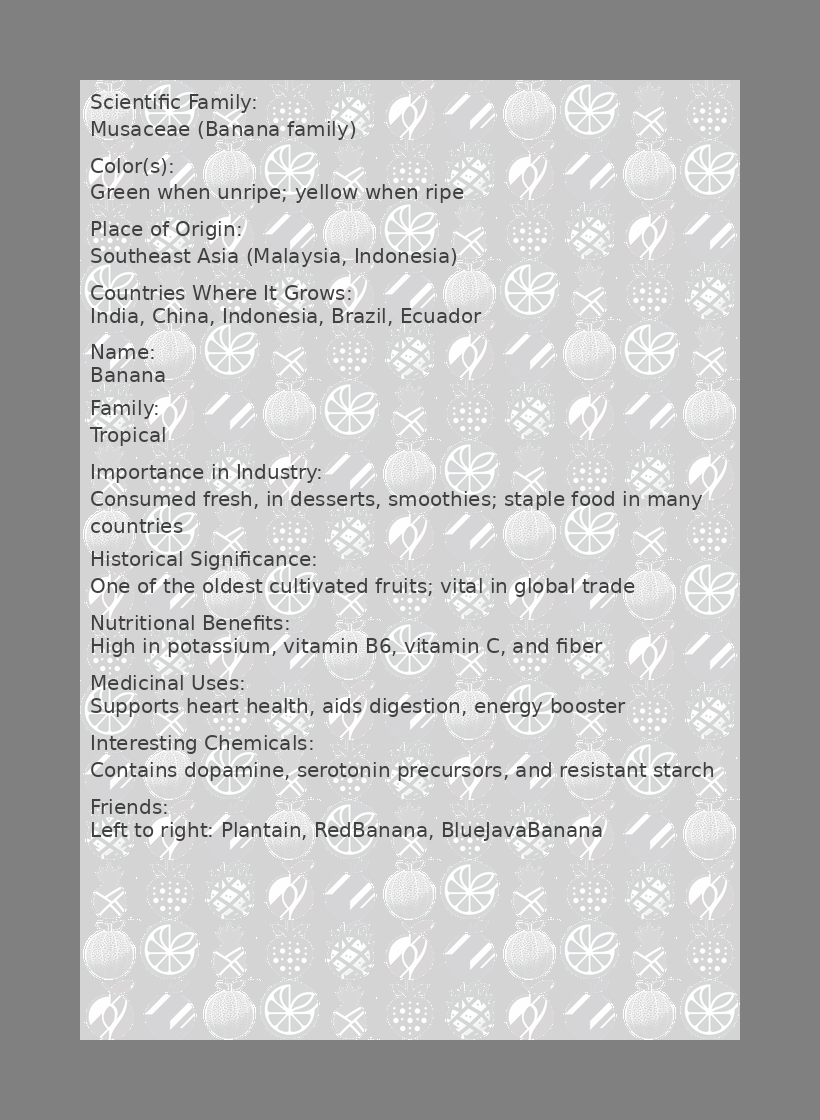 Scientific Family:
Musaceae (Banana family)
Color(s):
Green when unripe; yellow when ripe
Place of Origin:
Southeast Asia (Malaysia, Indonesia)
Countries Where It Grows:
India, China, Indonesia, Brazil, Ecuador
Name:
Banana
Family:
Tropical
Importance in Industry:
Consumed fresh, in desserts, smoothies; staple food in many
countries
Historical Significance:
One of the oldest cultivated fruits; vital in global trade
Nutritional Benefits:
High in potassium, vitamin B6, vitamin C, and fiber
Medicinal Uses:
Supports heart health, aids digestion, energy booster
Interesting Chemicals:
Contains dopamine, serotonin precursors, and resistant starch
Friends:
Left to right: Plantain, RedBanana, BlueJavaBanana